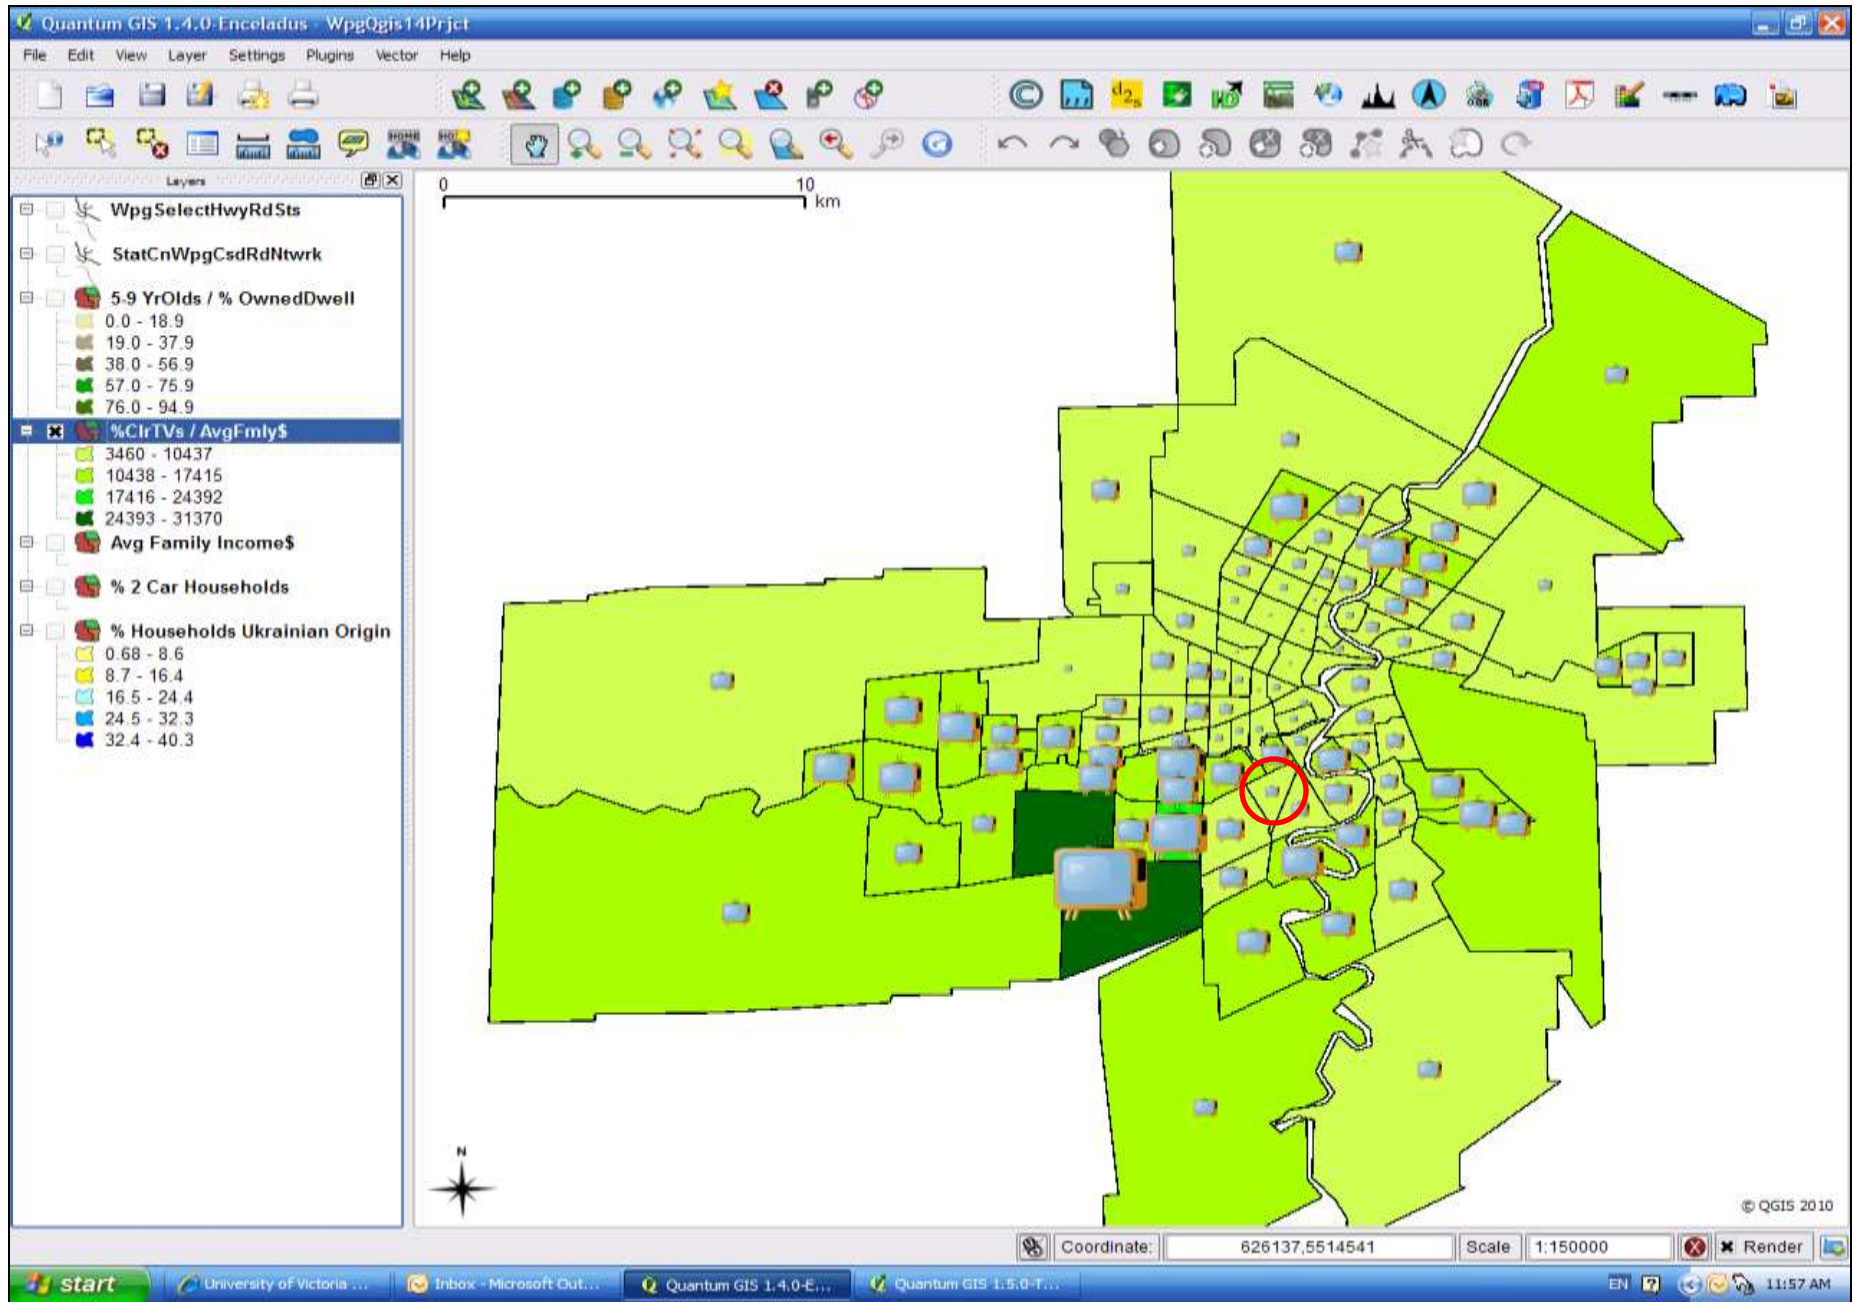 Quantum GIS 1.4.0-Enceladus - WpgQgis14Prjct
File Edit View Layer Settings Plugins Vector Help
Layers
WpgSelectHwyRdSts
StatCnWpgCsdRdNtwrk
5-9 YrOlds / % OwnedDwell
0.0 - 18.9
19.0 - 37.9
38.0 - 56.9
57.0 - 75.9
76.0 - 94.9
%ClrTVs / AvgFmly$
3460 - 10437
10438 - 17415
17416 - 24392
24393 - 31370
Avg Family Income$
% 2 Car Households
% Households Ukrainian Origin
0.68 - 8.6
8.7 - 16.4
16.5 - 24.4
24.5 - 32.3
32.4 - 40.3
0 10
km
N
© QGIS 2010
Coordinate: 626137,5514541 Scale 1:150000 Render
start University of Victoria ... Inbox - Microsoft Out... Quantum GIS 1.4.0-E... Quantum GIS 1.5.0-T... EN 11:57 AM